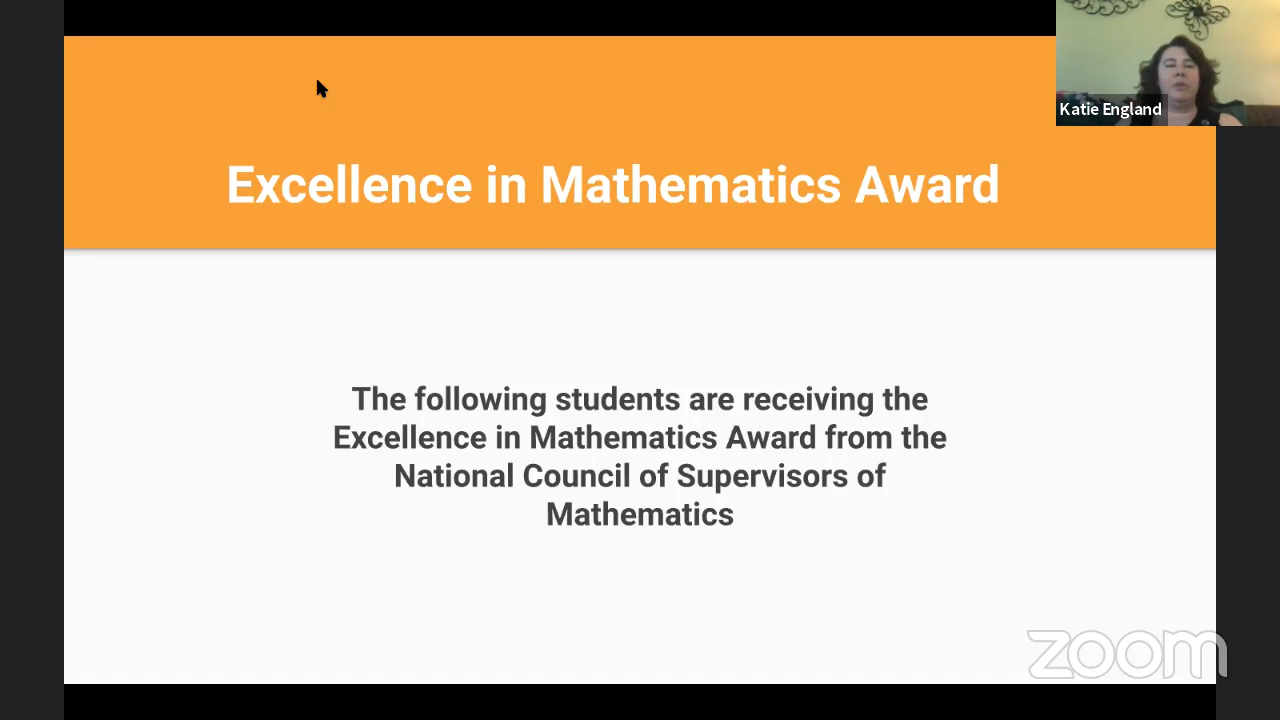 Katie England
Excellence in Mathematics Award
The following students are receiving the
Excellence in Mathematics Award from the
National Council of Supervisors of
Mathematics
zoom